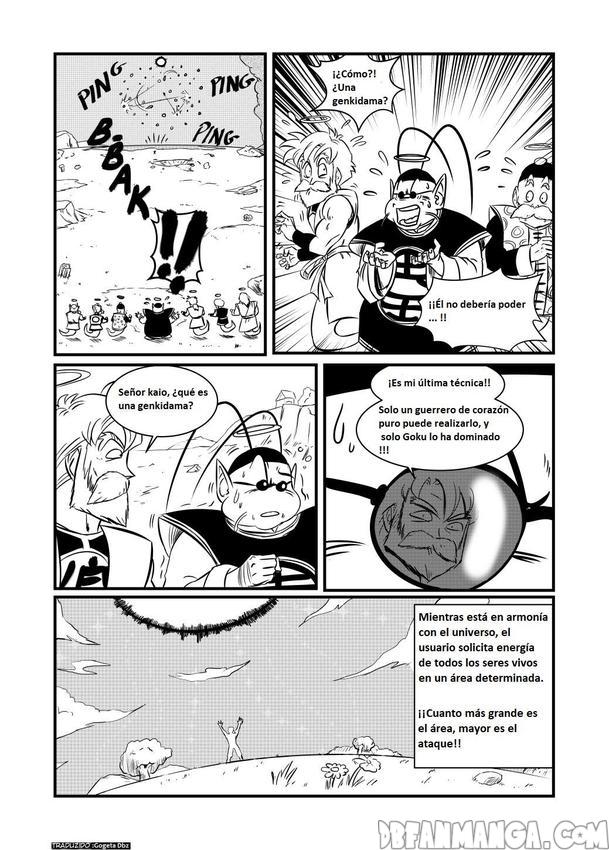 PING
PING
PING
B.BAK
!!
¡¿Cómo?!
¿Una
genkidama?
¡¡Él no debería poder
... !!
Señor kaio, ¿qué es
una genkidama?
¡Es mi última técnica!!
Solo un guerrero de corazón
puro puede realizarlo, y
solo Goku lo ha dominado
!!!
Mientras está en armonía
con el universo, el
usuario solicita energía
de todos los seres vivos
en un área determinada.
¡¡Cuanto más grande es
el área, mayor es el
ataque!!
TRADUZIDO :Gogeta Dbz
DBFANMANGA.COM